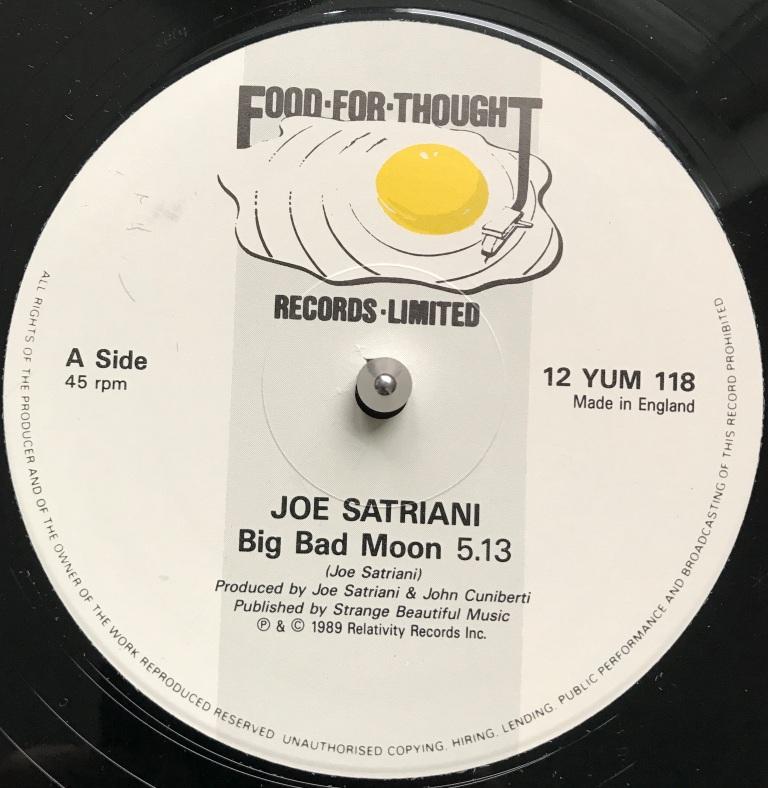 FOOD·FOR·THOUGHT
RECORDS·LIMITED
A Side
45 rpm
12 YUM 118
Made in England
JOE SATRIANI
Big Bad Moon 5.13
(Joe Satriani)
Produced by Joe Satriani & John Cuniberti
Published by Strange Beautiful Music
℗ & © 1989 Relativity Records Inc.
ALL RIGHTS OF THE PRODUCER AND OF THE OWNER OF THE WORK REPRODUCED RESERVED UNAUTHORISED COPYING, HIRING, LENDING, PUBLIC PERFORMANCE AND BROADCASTING OF THIS RECORD PROHIBITED